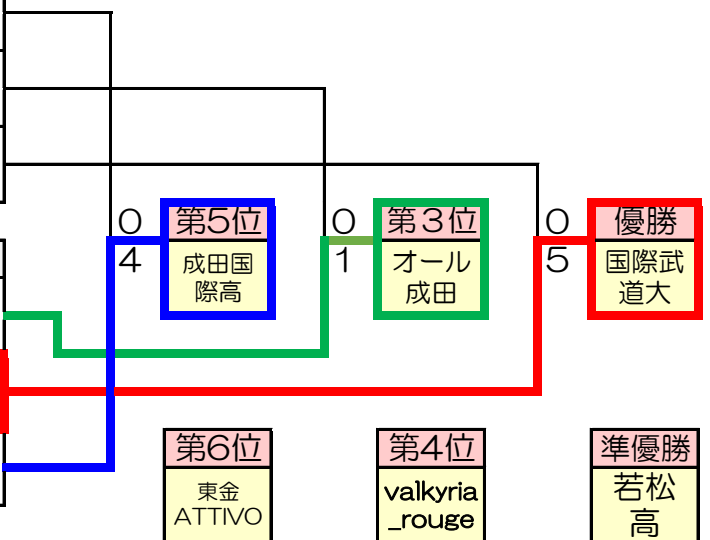 0 第5位 0 第３位 0 優勝
4 成田国 1 オール 5 国際武
際高 成田 道大
第6位 第4位 準優勝
東金 valkyria 若松
ATTIVO _rouge 高